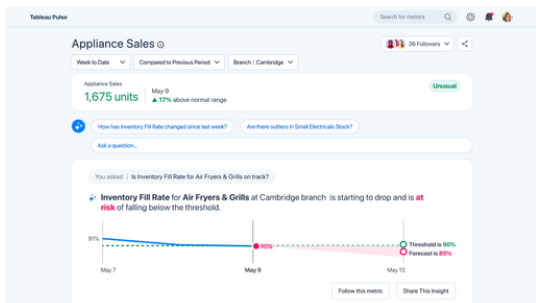 Tableau Pulse
Search for metrics
Appliance Sales
36 Followers
Week to Date
Compared to Previous Period
Branch | Cambridge
Appliance Sales
1,675 units
May 9
▲ 17% above normal range
Unusual
How has Inventory Fill Rate changed since last week?
Are there outliers in Small Electricals Stock?
Ask a question...
You asked | Is Inventory Fill Rate for Air Fryers & Grills on track?
Inventory Fill Rate for Air Fryers & Grills at Cambridge branch is starting to drop and is at
risk of falling below the threshold.
91%
90%
Threshold is 90%
Forecast is 85%
May 7
May 9
May 13
Follow this metric
Share This Insight